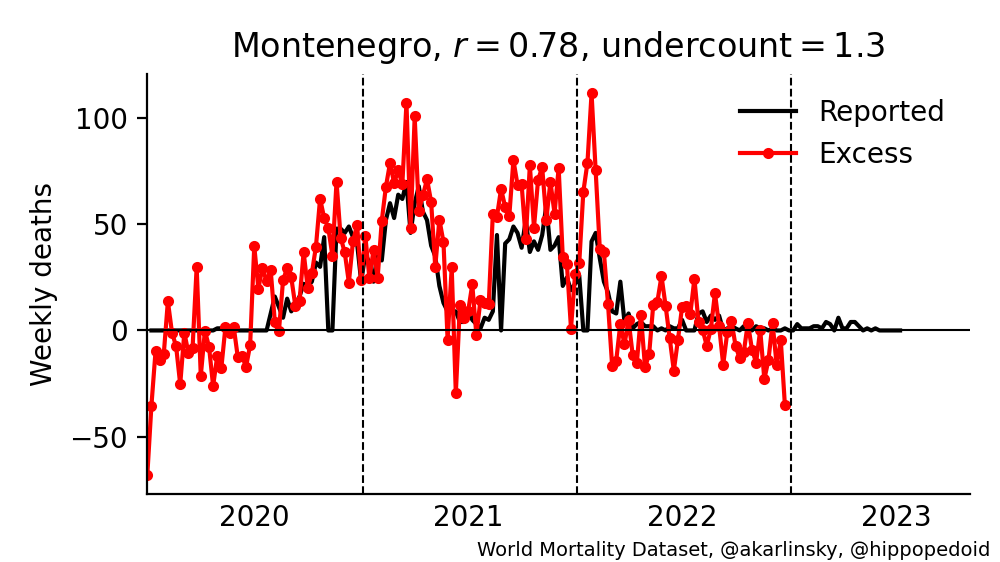 Montenegro, r = 0.78, undercount = 1.3
Weekly deaths
100
50
0
−50
Reported
Excess
2020 2021 2022 2023
World Mortality Dataset, @akarlinsky, @hippopedoid